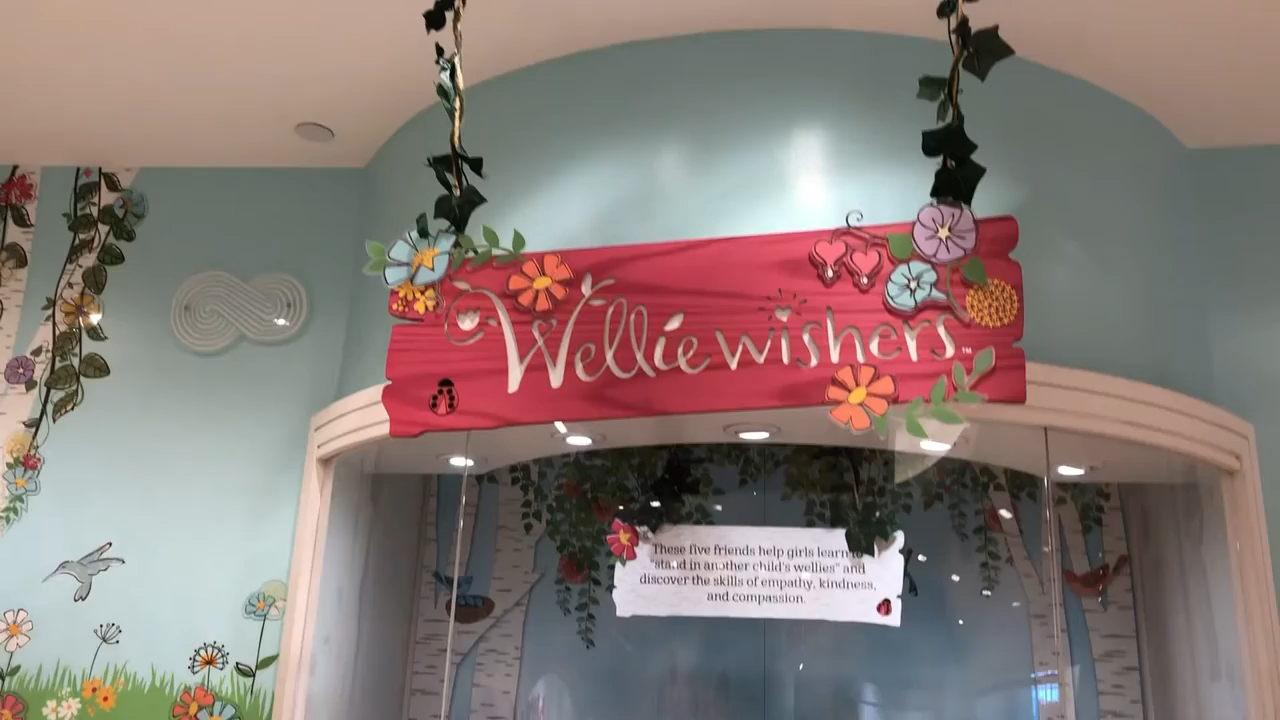 Welliewishers™
These five friends help girls learn to
"stand in another child's wellies" and
discover the skills of empathy, kindness,
and compassion.